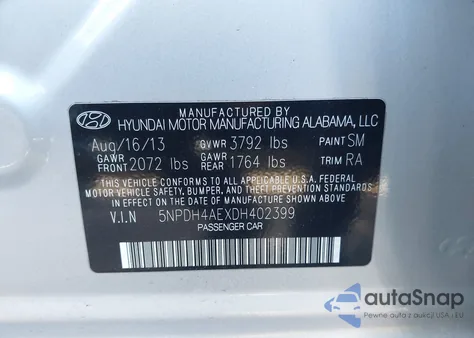 MANUFACTURED BY
HYUNDAI MOTOR MANUFACTURING ALABAMA, LLC
Aug/16/13 GVWR 3792 lbs PAINT SM
GAWR FRONT 2072 lbs GAWR REAR 1764 lbs TRIM RA
THIS VEHICLE CONFORMS TO ALL APPLICABLE U.S.A. FEDERAL
MOTOR VEHICLE SAFETY, BUMPER, AND THEFT PREVENTION
STANDARDS IN EFFECT ON THE DATE OF MANUFACTURE SHOWN ABOVE
V.I.N 5NPDH4AEXDH402399
PASSENGER CAR
autaSnap
Pewne auta z aukcji USA - EU
www.autaSnap